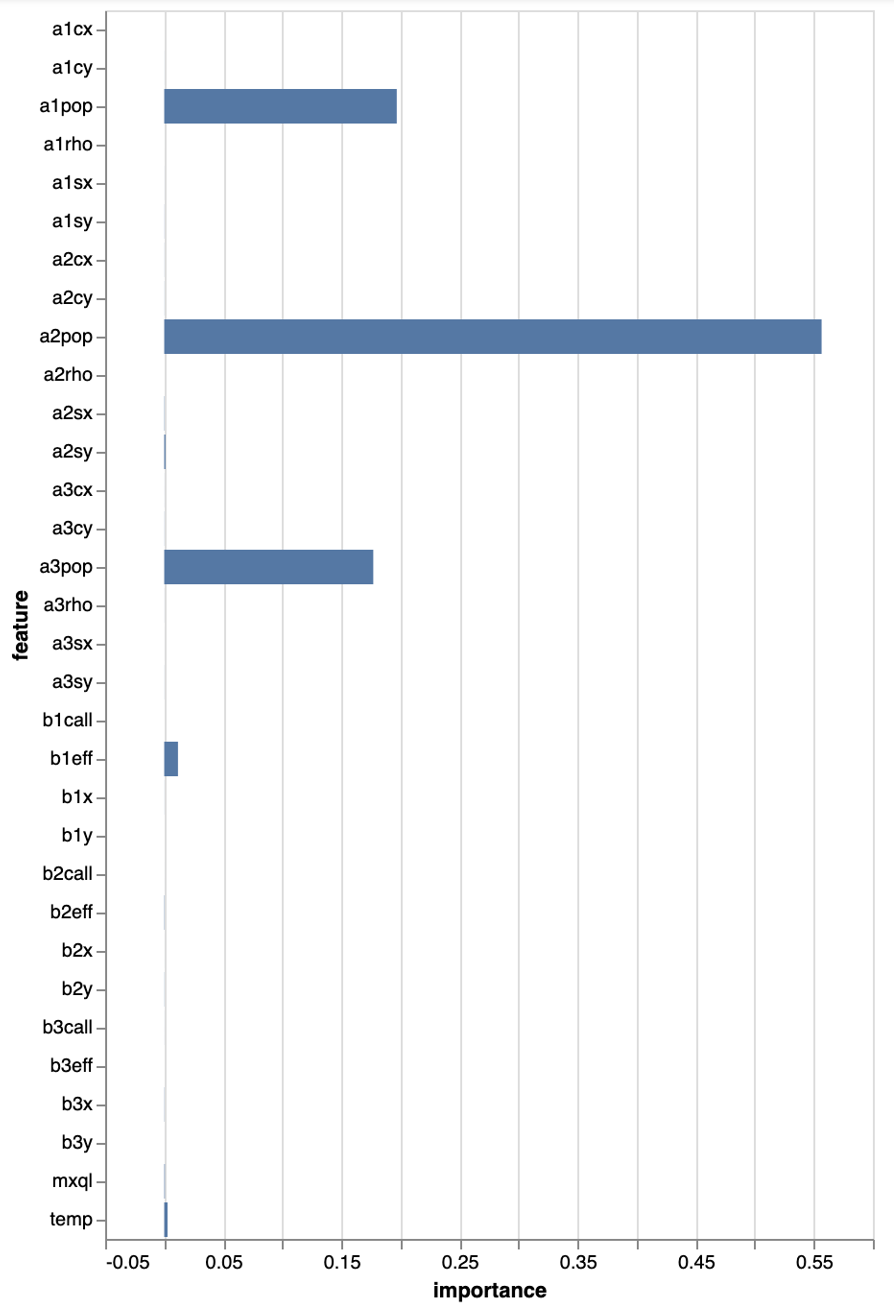 a1cx
a1cy
a1pop
a1rho
a1sx
a1sy
a2cx
a2cy
a2pop
a2rho
a2sx
a2sy
a3cx
a3cy
a3pop
a3rho
a3sx
a3sy
b1call
b1eff
b1x
b1y
b2call
b2eff
b2x
b2y
b3call
b3eff
b3x
b3y
mxql
temp
feature
-0.05 0.05 0.15 0.25 0.35 0.45 0.55
importance